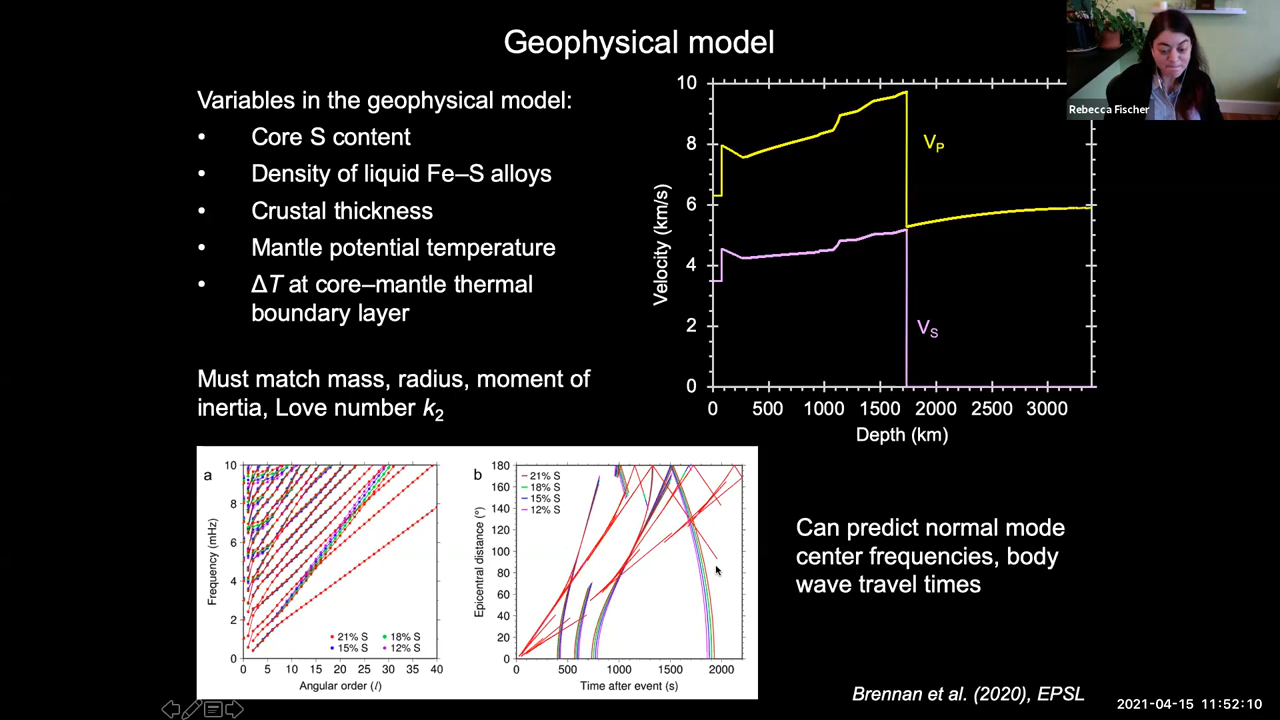 Geophysical model
Rebecca Fischer
Variables in the geophysical model:
• Core S content
• Density of liquid Fe–S alloys
• Crustal thickness
• Mantle potential temperature
• ΔT at core–mantle thermal
boundary layer
Must match mass, radius, moment of
inertia, Love number k2
10
8
6
4
2
0
Velocity (km/s)
VP
VS
0 500 1000 1500 2000 2500 3000
Depth (km)
a
10
8
6
4
2
0
Frequency (mHz)
21% S 18% S
15% S 12% S
0 5 10 15 20 25 30 35 40
Angular order (l)
b
180
160
140
120
100
80
60
40
20
0
Epicentral distance (°)
21% S
18% S
15% S
12% S
0 500 1000 1500 2000
Time after event (s)
Can predict normal mode
center frequencies, body
wave travel times
Brennan et al. (2020), EPSL
2021-04-15 11:52:10